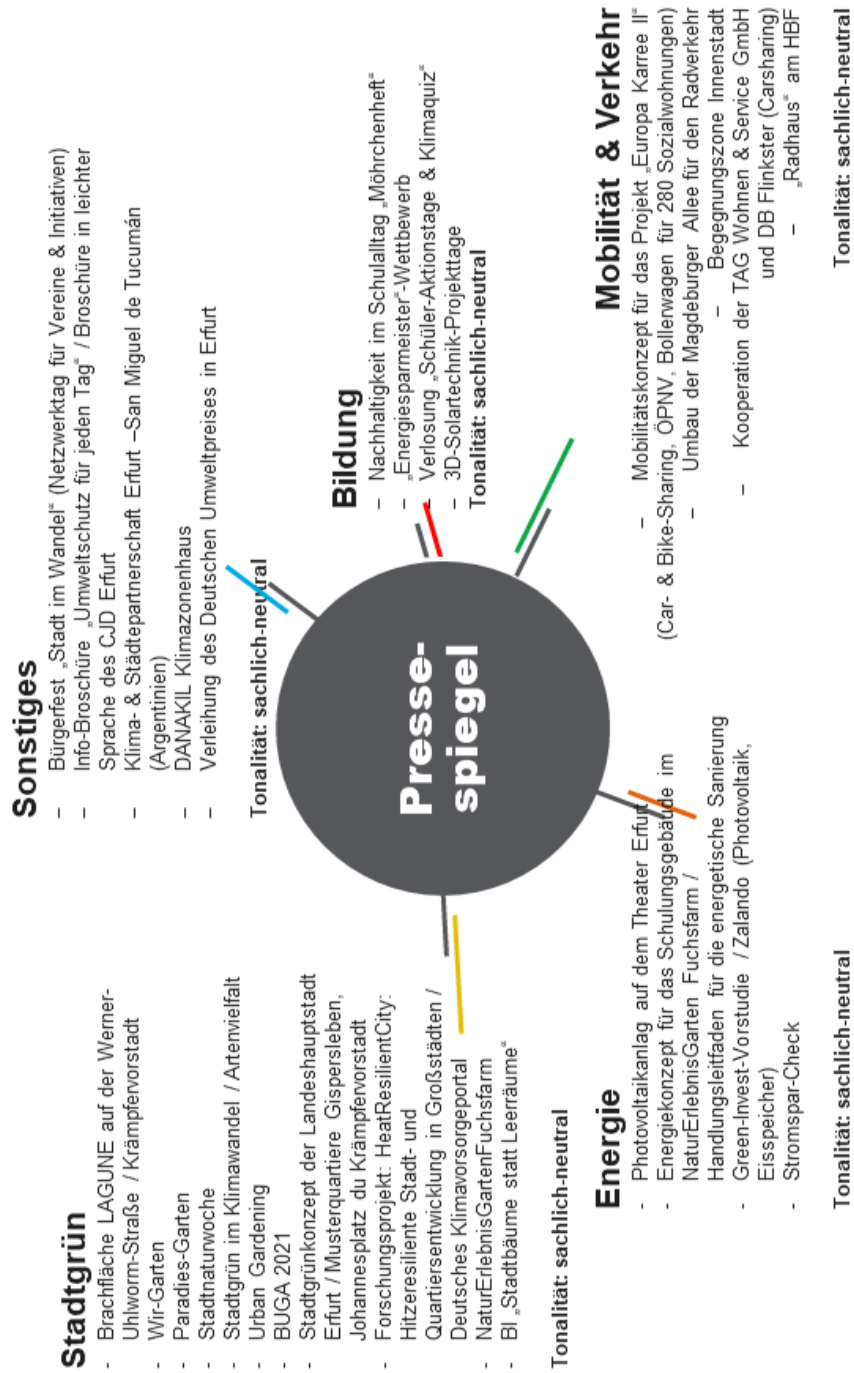 Stadtgrün
- Brachfläche LAGUNE auf der Werner-
Uhlworm-Straße / Krämpfervorstadt
- Wir-Garten
- Paradies-Garten
- Stadtnaturwoche
- Stadtgrün im Klimawandel / Artenvielfalt
- Urban Gardening
- BUGA 2021
- Stadtgrünkonzept der Landeshauptstadt
Erfurt / Musterquartiere Gispersleben,
Johannesplatz du Krämpfervorstadt
- Forschungsprojekt: HeatResilientCity:
Hitzeresiliente Stadt- und
Quartiersentwicklung in Großstädten /
Deutsches Klimavorsorgeportal
- NaturErlebnisGartenFuchsfarm
- BI „Stadtbäume statt Leerräume“
Tonalität: sachlich-neutral
Sonstiges
– Bürgerfest „Stadt im Wandel“ (Netzwerktag für Vereine & Initiativen)
– Info-Broschüre „Umweltschutz für jeden Tag“ / Broschüre in leichter
Sprache des CJD Erfurt
– Klima- & Städtepartnerschaft Erfurt –San Miguel de Tucumán
(Argentinien)
– DANAKIL Klimazonenhaus
– Verleihung des Deutschen Umweltpreises in Erfurt
Tonalität: sachlich-neutral
Presse-
spiegel
Bildung
– Nachhaltigkeit im Schulalltag „Möhrchenheft“
– „Energiesparmeister“-Wettbewerb
– Verlosung „Schüler-Aktionstage & Klimaquiz“
– 3D-Solartechnik-Projekttage
Tonalität: sachlich-neutral
Energie
- Photovoltaikanlag auf dem Theater Erfurt
- Energiekonzept für das Schulungsgebäude im
NaturErlebnisGarten Fuchsfarm /
Handlungsleitfaden für die energetische Sanierung
- Green-Invest-Vorstudie / Zalando (Photovoltaik,
Eisspeicher)
- Stromspar-Check
Tonalität: sachlich-neutral
Mobilität & Verkehr
– Mobilitätskonzept für das Projekt „Europa Karree II“
(Car- & Bike-Sharing, ÖPNV, Bollerwagen für 280 Sozialwohnungen)
– Umbau der Magdeburger Allee für den Radverkehr
– Begegnungszone Innenstadt
– Kooperation der TAG Wohnen & Service GmbH
und DB Flinkster (Carsharing)
– „Radhaus“ am HBF
Tonalität: sachlich-neutral